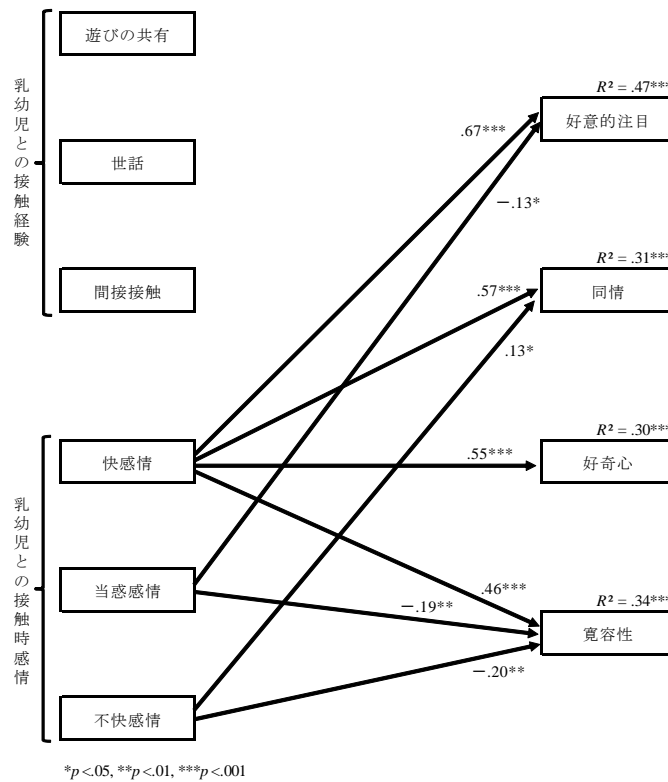 乳幼児との接触経験
遊びの共有
世話
間接接触
乳幼児との接触時感情
快感情
当惑感情
不快感情
R² = .47***
好意的注目
R² = .31***
同情
R² = .30***
好奇心
R² = .34***
寛容性
.67***
−.13*
.57***
.13*
.55***
.46***
−.19**
−.20**
*p<.05, **p<.01, ***p<.001